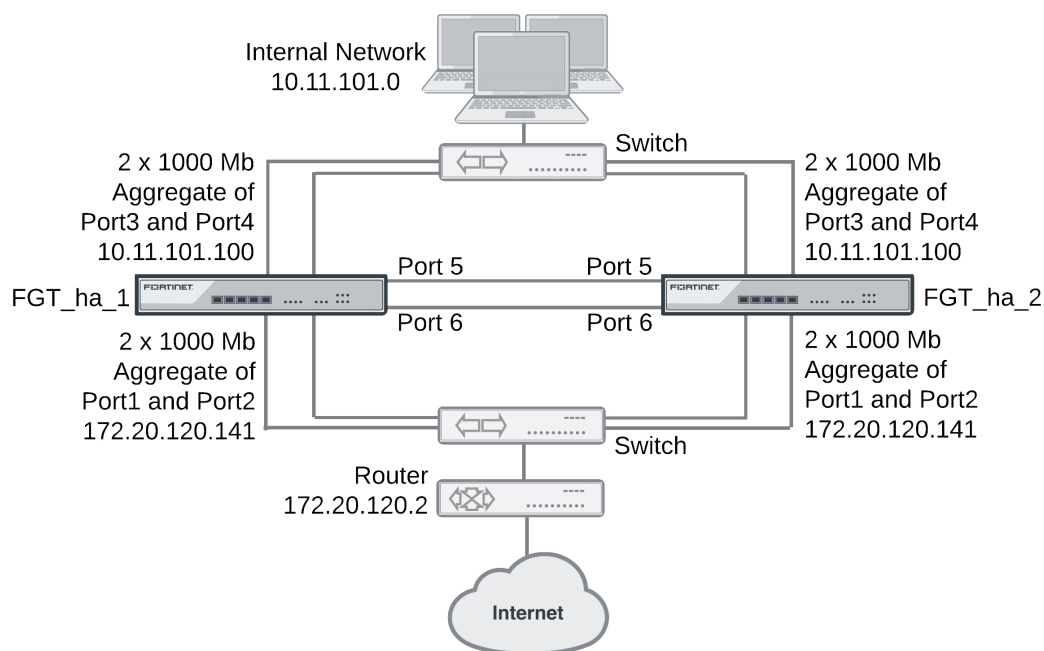 Internal Network
10.11.101.0
Switch
2 x 1000 Mb
Aggregate of
Port3 and Port4
10.11.101.100
2 x 1000 Mb
Aggregate of
Port3 and Port4
10.11.101.100
FGT_ha_1
FORTINET
Port 5
Port 5
Port 6
Port 6
FORTINET
FGT_ha_2
2 x 1000 Mb
Aggregate of
Port1 and Port2
172.20.120.141
2 x 1000 Mb
Aggregate of
Port1 and Port2
172.20.120.141
Switch
Router
172.20.120.2
Internet